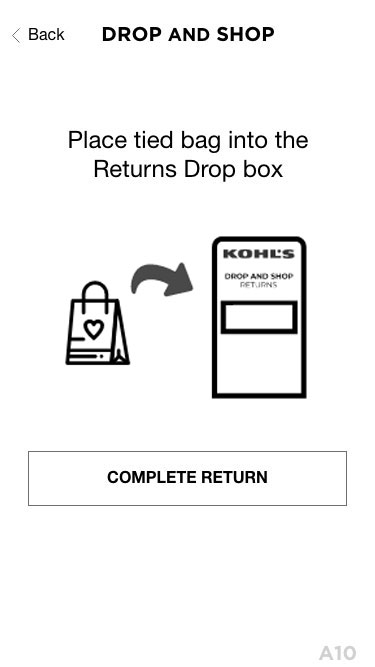 Back
DROP AND SHOP
Place tied bag into the
Returns Drop box
KOHL'S
DROP AND SHOP
RETURNS
COMPLETE RETURN
A10